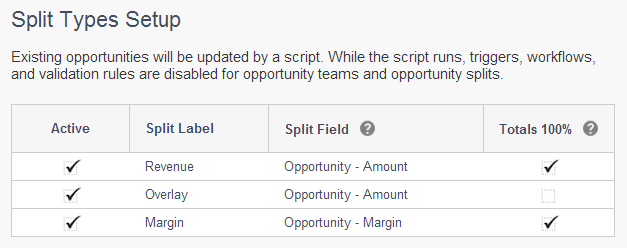 Split Types Setup
Existing opportunities will be updated by a script. While the script runs, triggers, workflows,
and validation rules are disabled for opportunity teams and opportunity splits.
Active Split Label Split Field ? Totals 100% ?
Revenue Opportunity - Amount
Overlay Opportunity - Amount
Margin Opportunity - Margin